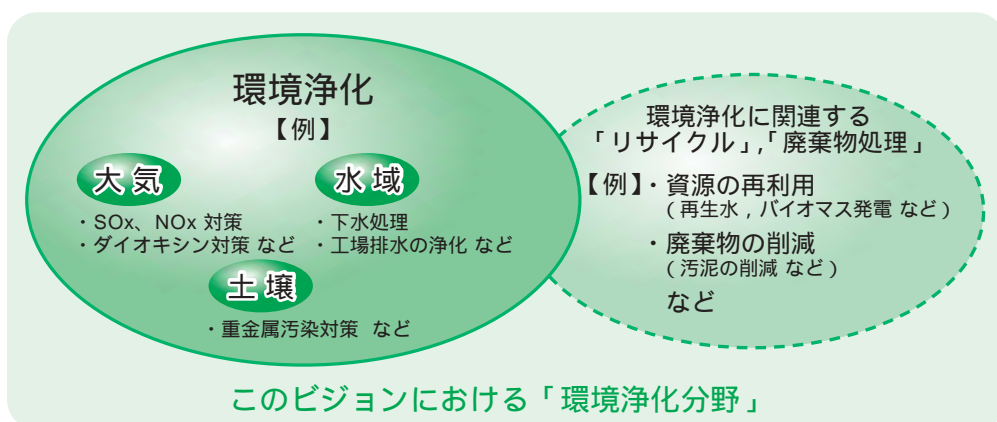 環境浄化
【例】
大気
・SOx、NOx 対策
・ダイオキシン対策 など
水域
・下水処理
・工場排水の浄化 など
土壌
・重金属汚染対策 など
環境浄化に関連する
「リサイクル」,「廃棄物処理」
【例】・資源の再利用
(再生水,バイオマス発電 など)
・廃棄物の削減
(汚泥の削減 など)
など
このビジョンにおける「環境浄化分野」